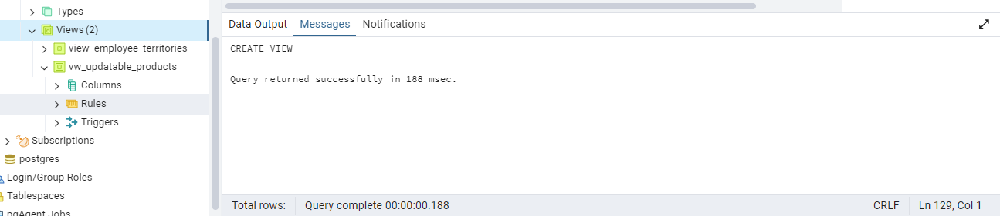 Types
Views (2)
view_employee_territories
vw_updatable_products
Columns
Rules
Triggers
Subscriptions
postgres
Login/Group Roles
Tablespaces
pgAgent Jobs
Data Output Messages Notifications
CREATE VIEW
Query returned successfully in 188 msec.
Total rows: Query complete 00:00:00.188 CRLF Ln 129, Col 1